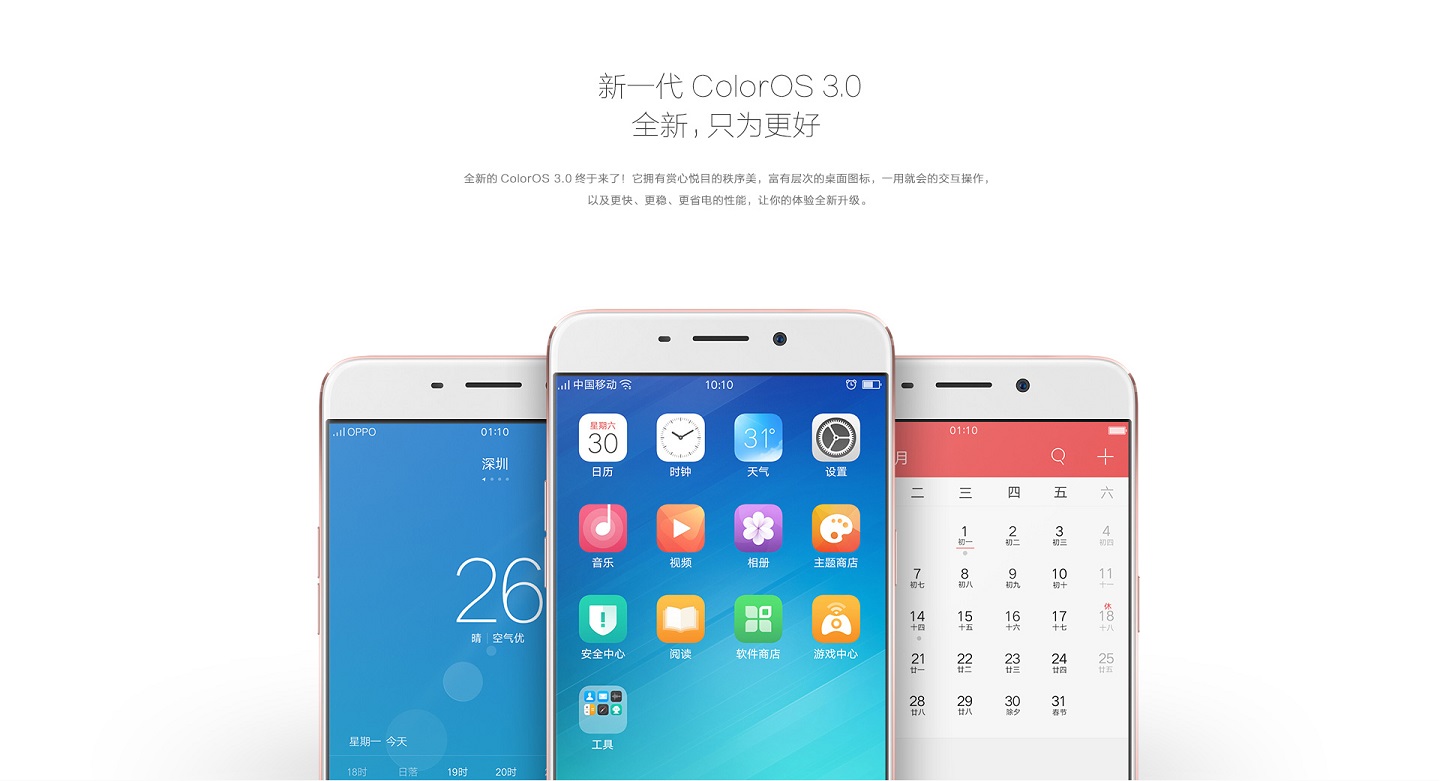 新一代 ColorOS 3.0
全新，只为更好
全新的 ColorOS 3.0 终于来了！它拥有赏心悦目的秩序美，富有层次的桌面图标，一用就会的交互操作，
以及更快、更稳、更省电的性能，让你的体验全新升级。
OPPO 01:10
深圳
26
晴 空气优
星期一 今天
18时 日落 19时 20时
中国移动 10:10
星期六
30 31°
日历 时钟 天气 设置
音乐 视频 相册 主题商店
安全中心 阅读 软件商店 游戏中心
工具
01:10
月
二 三 四 五 六
1 2 3 4
初一 初二 初三 初四
7 8 9 10 11
初七 初八 初九 初十 十一
休
14 15 16 17 18
十四 十五 十六 十七 十八
21 22 23 24 25
廿一 廿二 廿三 廿四 廿五
28 29 30 31
廿八 廿八 除夕 春节